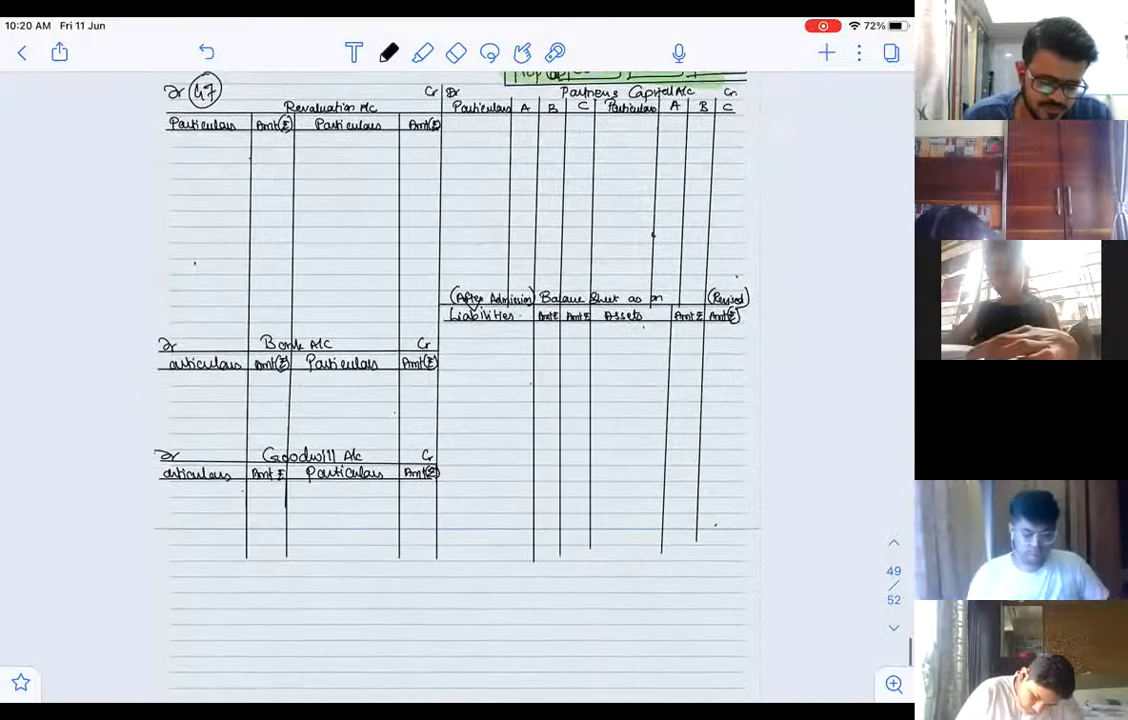 10:20 AM Fri 11 Jun
72%
Dr 47 Cr
Revaluation A/c
Particulars Amt(₹) Particulars Amt(₹)
Dr Partners Capital A/c Cr
Particulars A B C Particulars A B C
(After Admission) Balance Sheet as on (Revised)
Liabilities Amt₹ Amt₹ Assets Amt₹ Amt₹
Dr Bank A/c Cr
articulars Amt(₹) Particulars Amt(₹)
Dr Goodwill A/c Cr
articulars Amt ₹ Particulars Amt(₹)
49
/
52